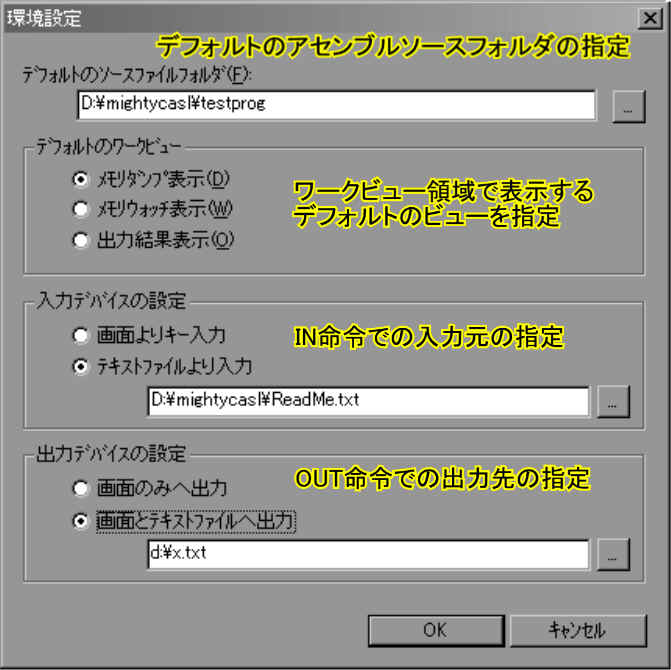 環境設定
デフォルトのアセンブルソースフォルダの指定
ﾃﾞﾌｫﾙﾄのｿｰｽﾌｧｲﾙﾌｫﾙﾀﾞ(F):
D:¥mightycasl¥testprog
...
ﾃﾞﾌｫﾙﾄのﾜｰｸﾋﾞｭｰ
ﾒﾓﾘﾀﾞﾝﾌﾟ表示(D)
ﾒﾓﾘｳｫｯﾁ表示(W)
出力結果表示(O)
ワークビュー領域で表示する
デフォルトのビューを指定
入力ﾃﾞﾊﾞｲｽの設定
画面よりｷｰ入力
IN命令での入力元の指定
ﾃｷｽﾄﾌｧｲﾙより入力
D:¥mightycasl¥ReadMe.txt
...
出力ﾃﾞﾊﾞｲｽの設定
画面のみへ出力
OUT命令での出力先の指定
画面とﾃｷｽﾄﾌｧｲﾙへ出力
d:¥x.txt
...
OK
ｷｬﾝｾﾙ